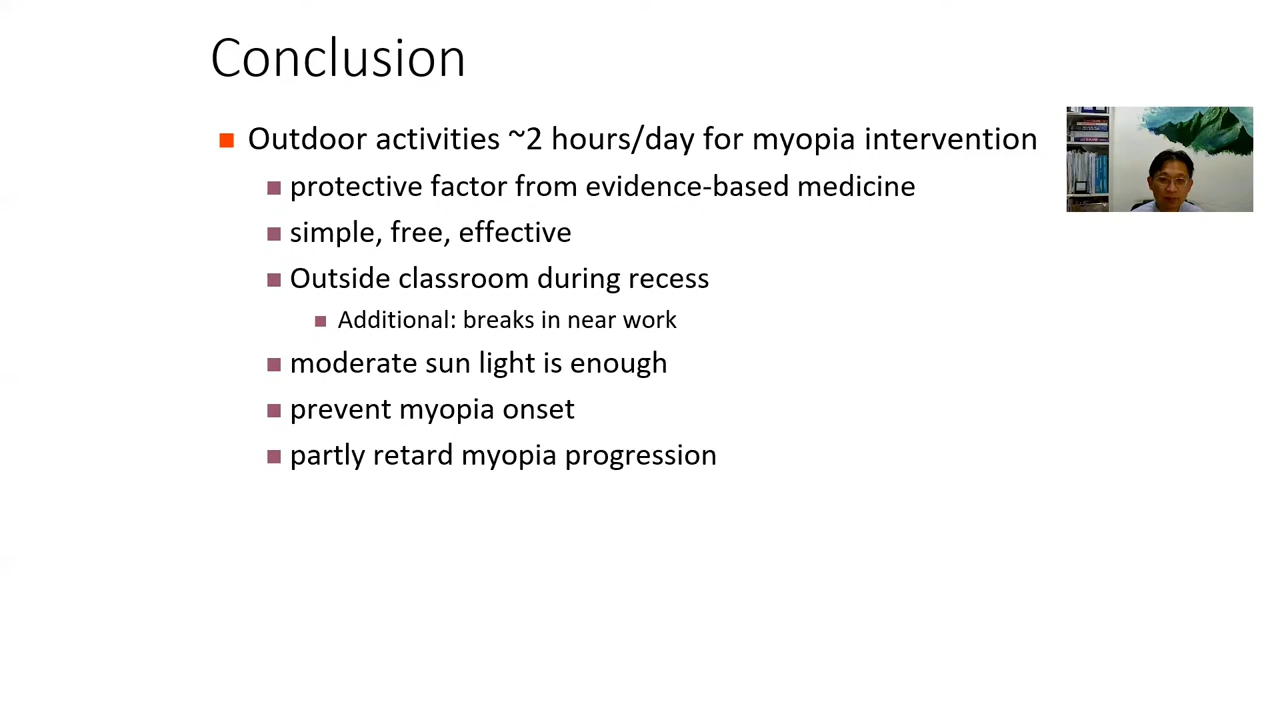 Conclusion
Outdoor activities ~2 hours/day for myopia intervention
protective factor from evidence-based medicine
simple, free, effective
Outside classroom during recess
Additional: breaks in near work
moderate sun light is enough
prevent myopia onset
partly retard myopia progression